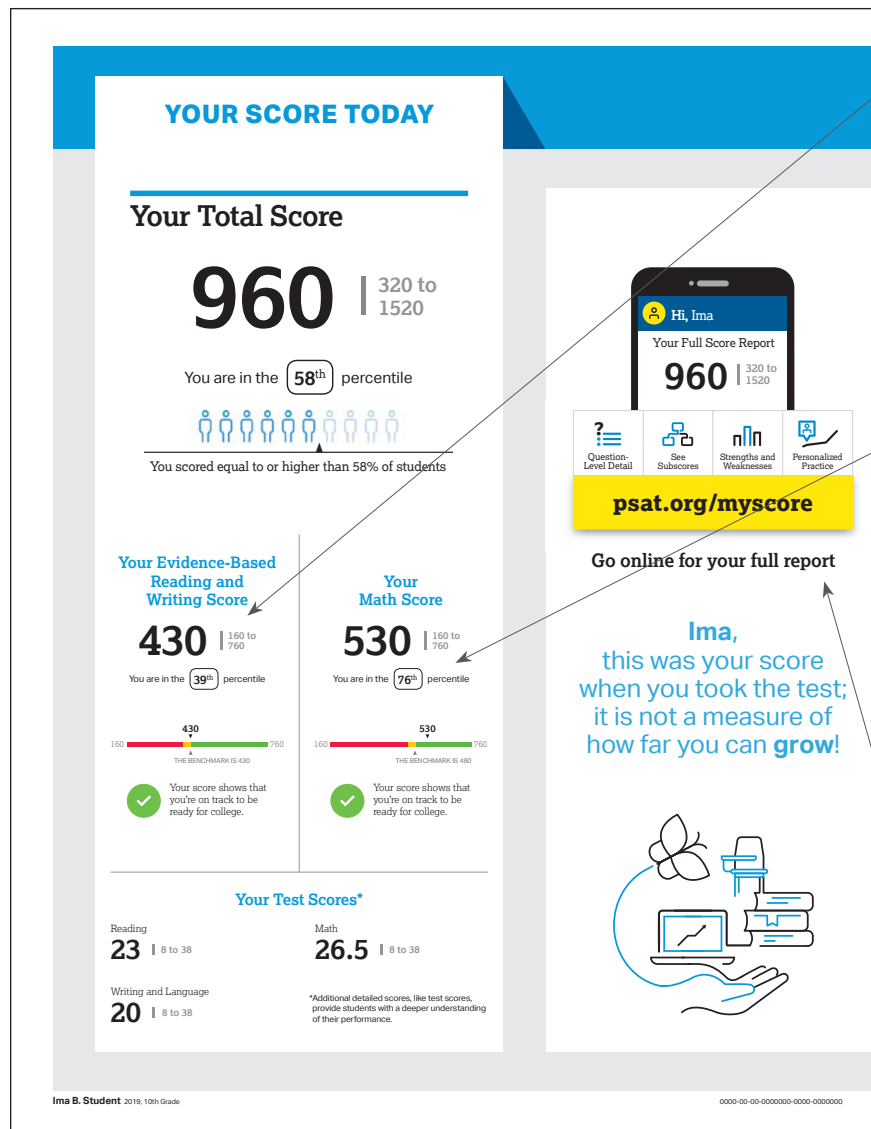 YOUR SCORE TODAY
Your Total Score
960
320 to
1520
You are in the 58th percentile
You scored equal to or higher than 58% of students
Your Evidence-Based
Reading and
Writing Score
430
160 to
760
You are in the 39th percentile
430
160
760
THE BENCHMARK IS 430
Your score shows that
you're on track to be
ready for college.
Your
Math Score
530
160 to
760
You are in the 76th percentile
530
160
760
THE BENCHMARK IS 480
Your score shows that
you're on track to be
ready for college.
Your Test Scores*
Reading
23
8 to 38
Math
26.5
8 to 38
Writing and Language
20
8 to 38
*Additional detailed scores, like test scores,
provide students with a deeper understanding
of their performance.
Hi, Ima
Your Full Score Report
960
320 to
1520
Question-
Level Detail
See
Subscores
Strengths and
Weaknesses
Personalized
Practice
psat.org/myscore
Go online for your full report
Ima,
this was your score
when you took the test;
it is not a measure of
how far you can grow!
Ima B. Student 2019, 10th Grade
0000-00-00-0000000-0000-0000000